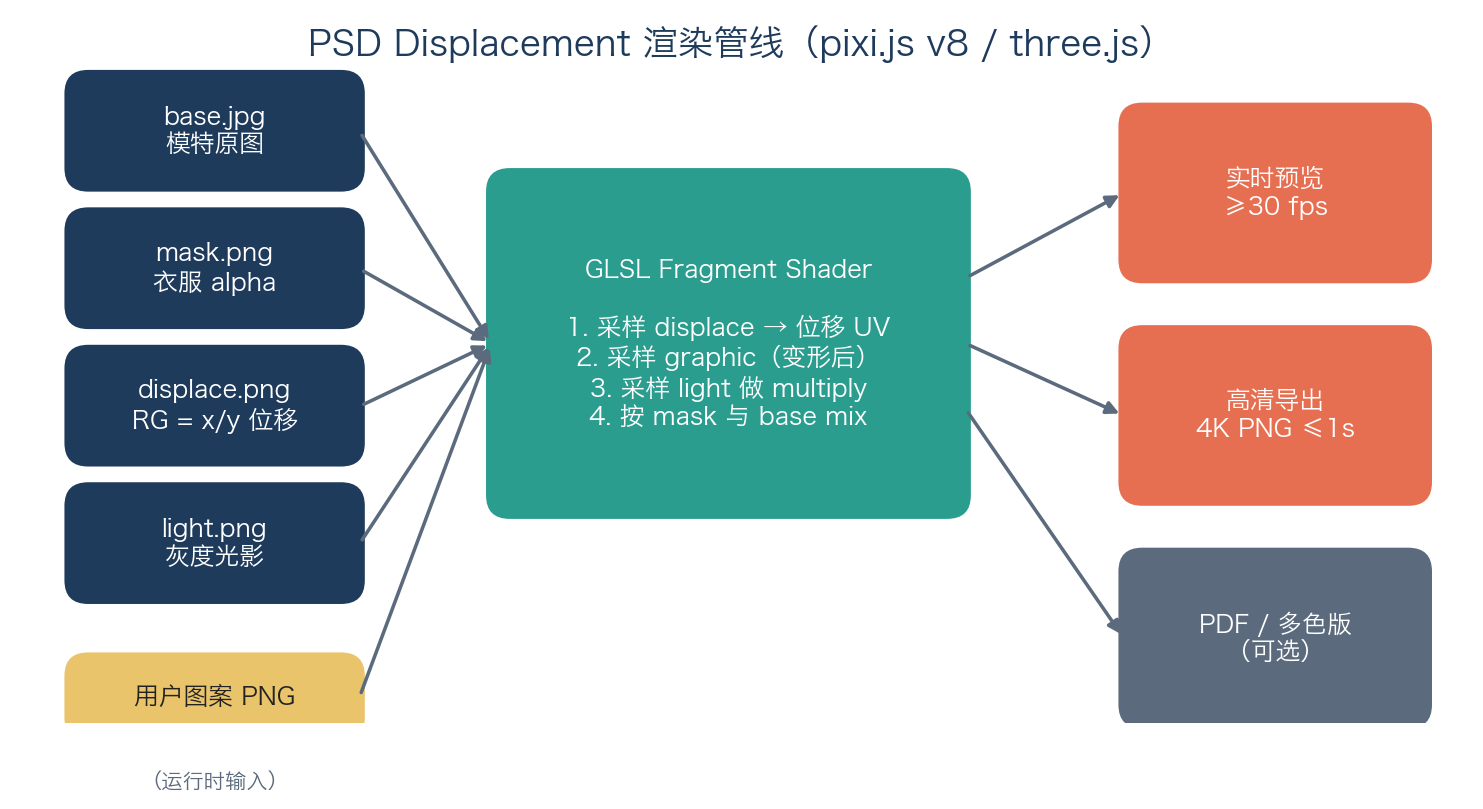 PSD Displacement 渲染管线（pixi.js v8 / three.js）
base.jpg
模特原图
mask.png
衣服 alpha
displace.png
RG = x/y 位移
light.png
灰度光影
用户图案 PNG
（运行时输入）
GLSL Fragment Shader
1. 采样 displace → 位移 UV
2. 采样 graphic（变形后）
3. 采样 light 做 multiply
4. 按 mask 与 base mix
实时预览
≥30 fps
高清导出
4K PNG ≤1s
PDF / 多色版
（可选）